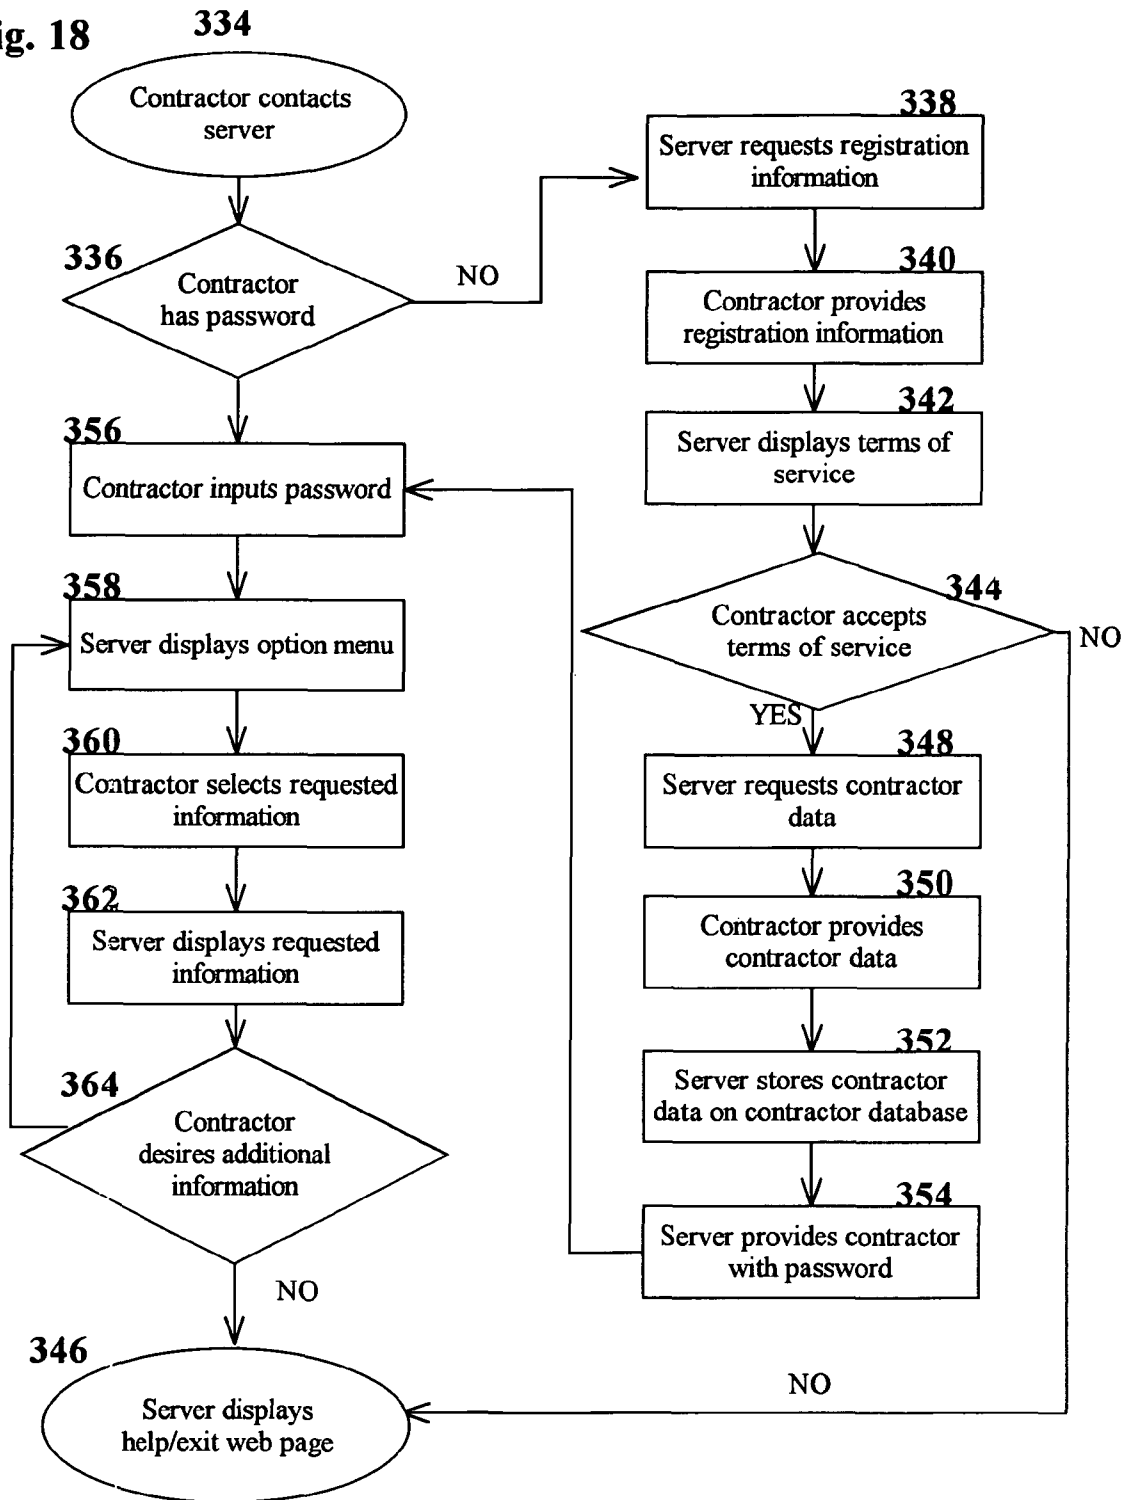 ig. 18
334
Contractor contacts
server
336
Contractor
has password
NO
338
Server requests registration
information
340
Contractor provides
registration information
342
Server displays terms of
service
344
Contractor accepts
terms of service
NO
YES
348
Server requests contractor
data
350
Contractor provides
contractor data
352
Server stores contractor
data on contractor database
354
Server provides contractor
with password
356
Contractor inputs password
358
Server displays option menu
360
Contractor selects requested
information
362
Server displays requested
information
364
Contractor
desires additional
information
NO
346
Server displays
help/exit web page
NO